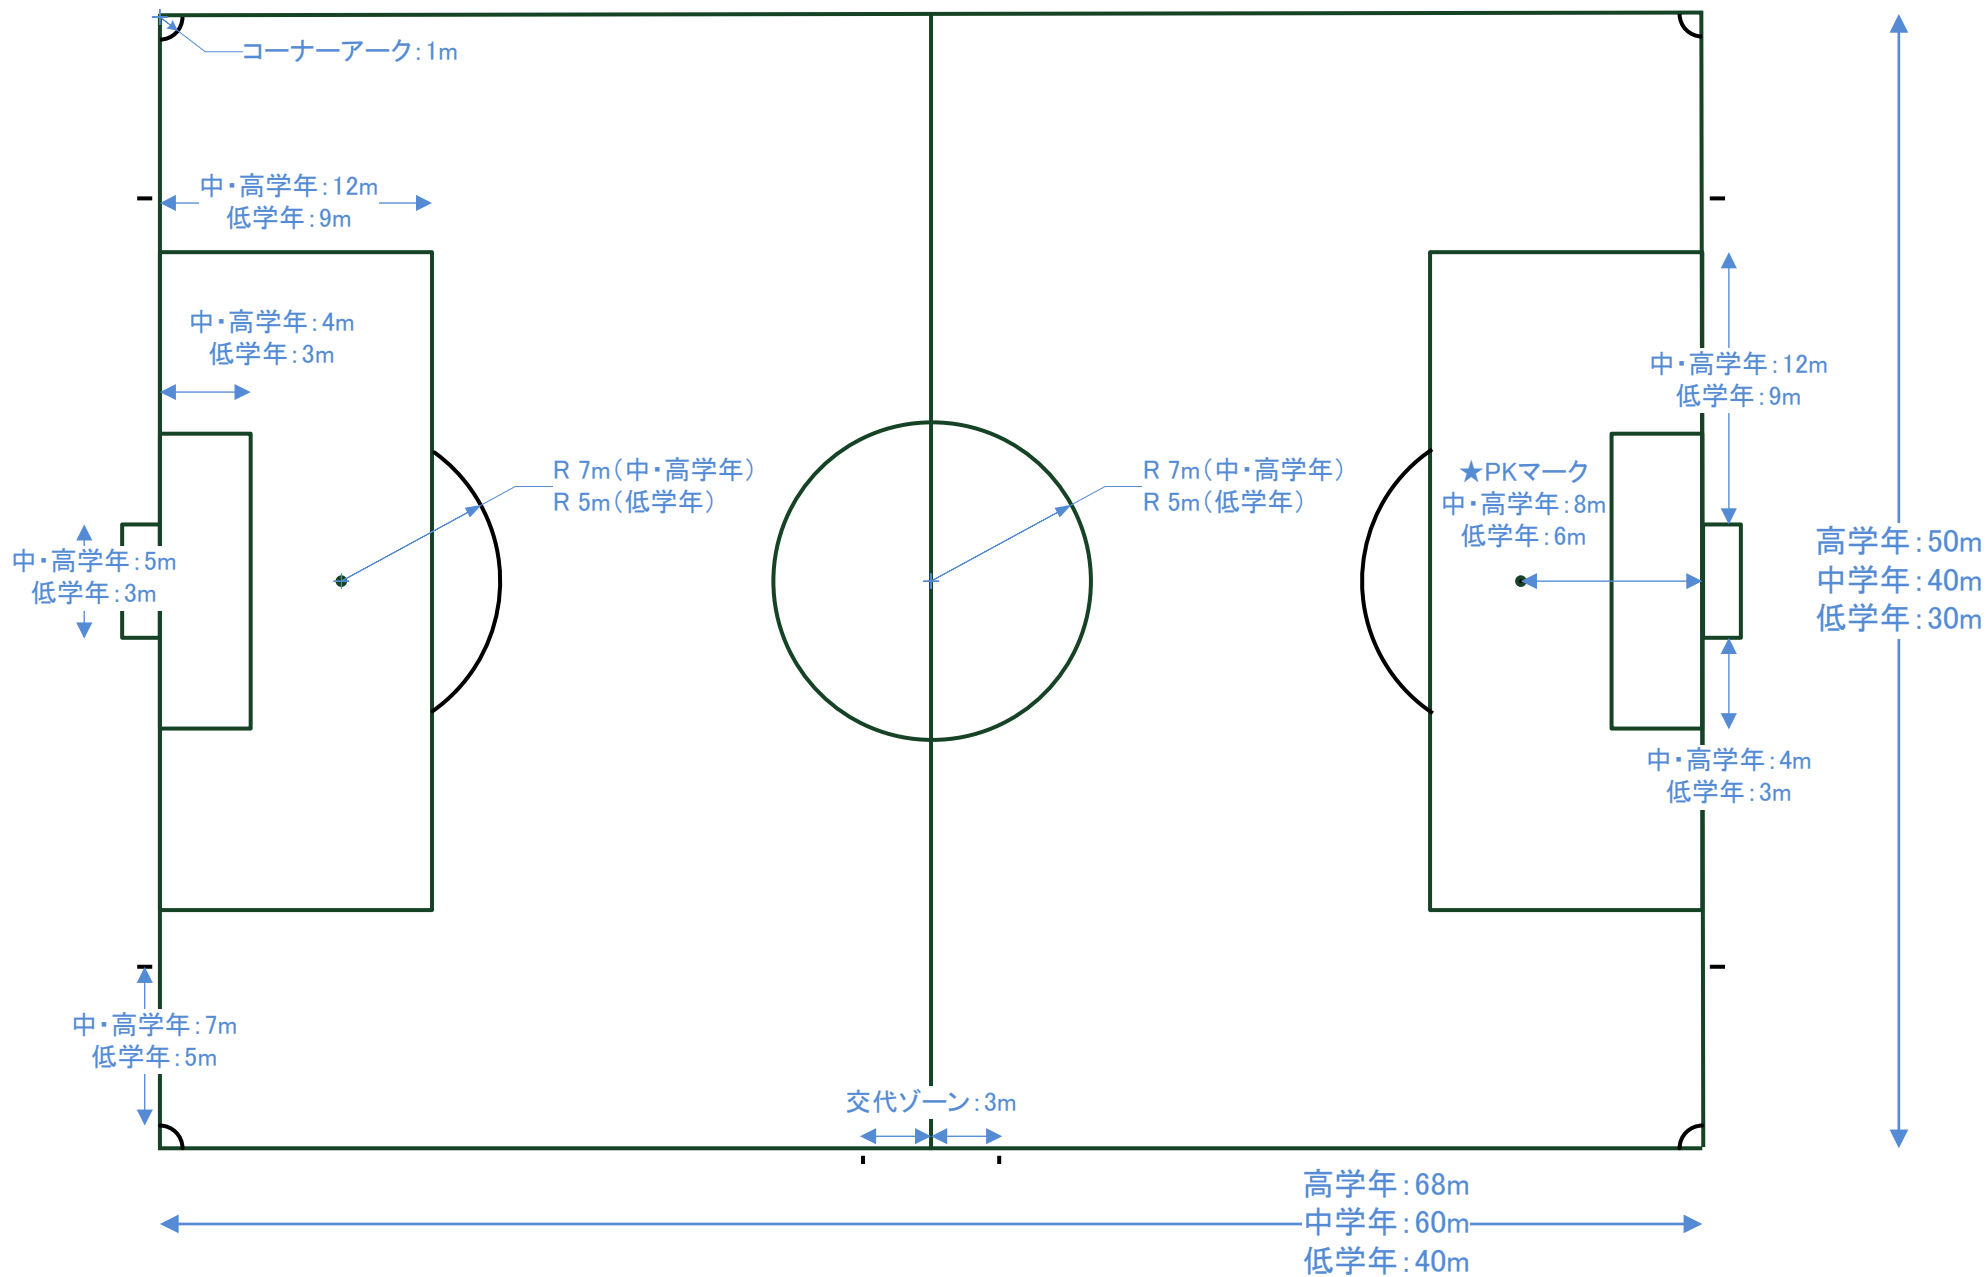 コーナーアーク：1m
中・高学年：12m
低学年：9m
中・高学年：4m
低学年：3m
中・高学年：12m
低学年：9m
R 7m（中・高学年）
R 5m（低学年）
R 7m（中・高学年）
R 5m（低学年）
★PKマーク
中・高学年：8m
低学年：6m
中・高学年：5m
低学年：3m
高学年：50m
中学年：40m
低学年：30m
中・高学年：4m
低学年：3m
中・高学年：7m
低学年：5m
交代ゾーン：3m
高学年：68m
中学年：60m
低学年：40m